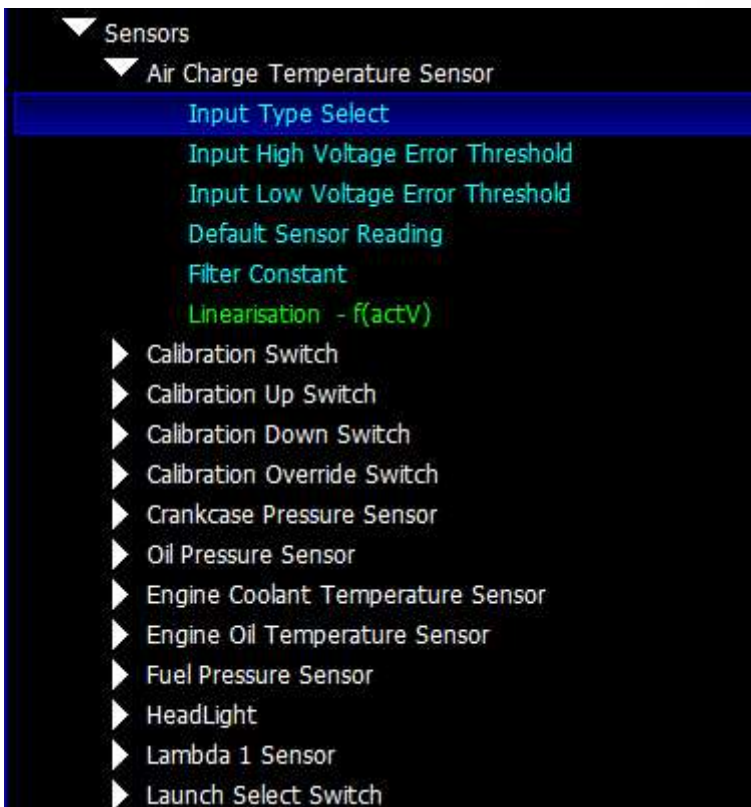 Sensors
Air Charge Temperature Sensor
Input Type Select
Input High Voltage Error Threshold
Input Low Voltage Error Threshold
Default Sensor Reading
Filter Constant
Linearisation - f(actV)
Calibration Switch
Calibration Up Switch
Calibration Down Switch
Calibration Override Switch
Crankcase Pressure Sensor
Oil Pressure Sensor
Engine Coolant Temperature Sensor
Engine Oil Temperature Sensor
Fuel Pressure Sensor
HeadLight
Lambda 1 Sensor
Launch Select Switch